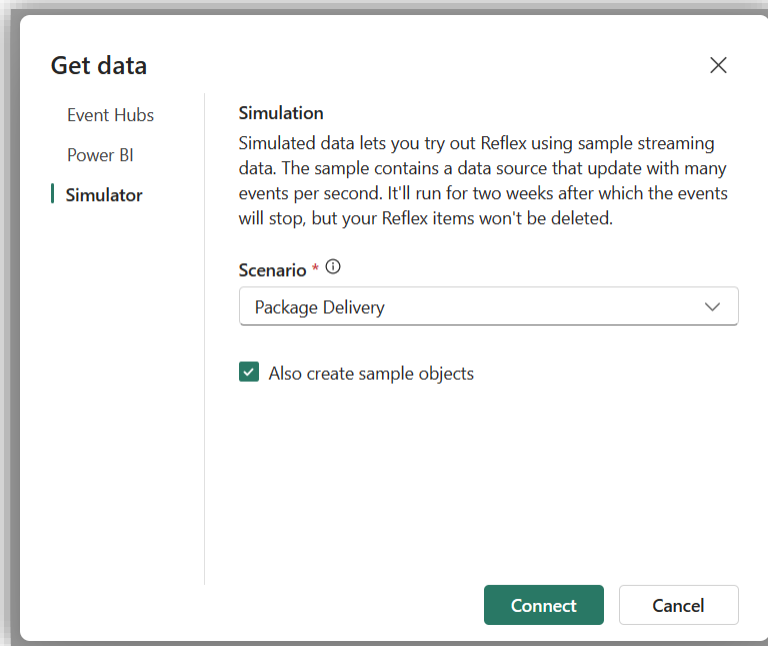 Get data
Event Hubs
Power BI
Simulator
Simulation
Simulated data lets you try out Reflex using sample streaming
data. The sample contains a data source that update with many
events per second. It'll run for two weeks after which the events
will stop, but your Reflex items won't be deleted.
Scenario *
Package Delivery
Also create sample objects
Connect
Cancel